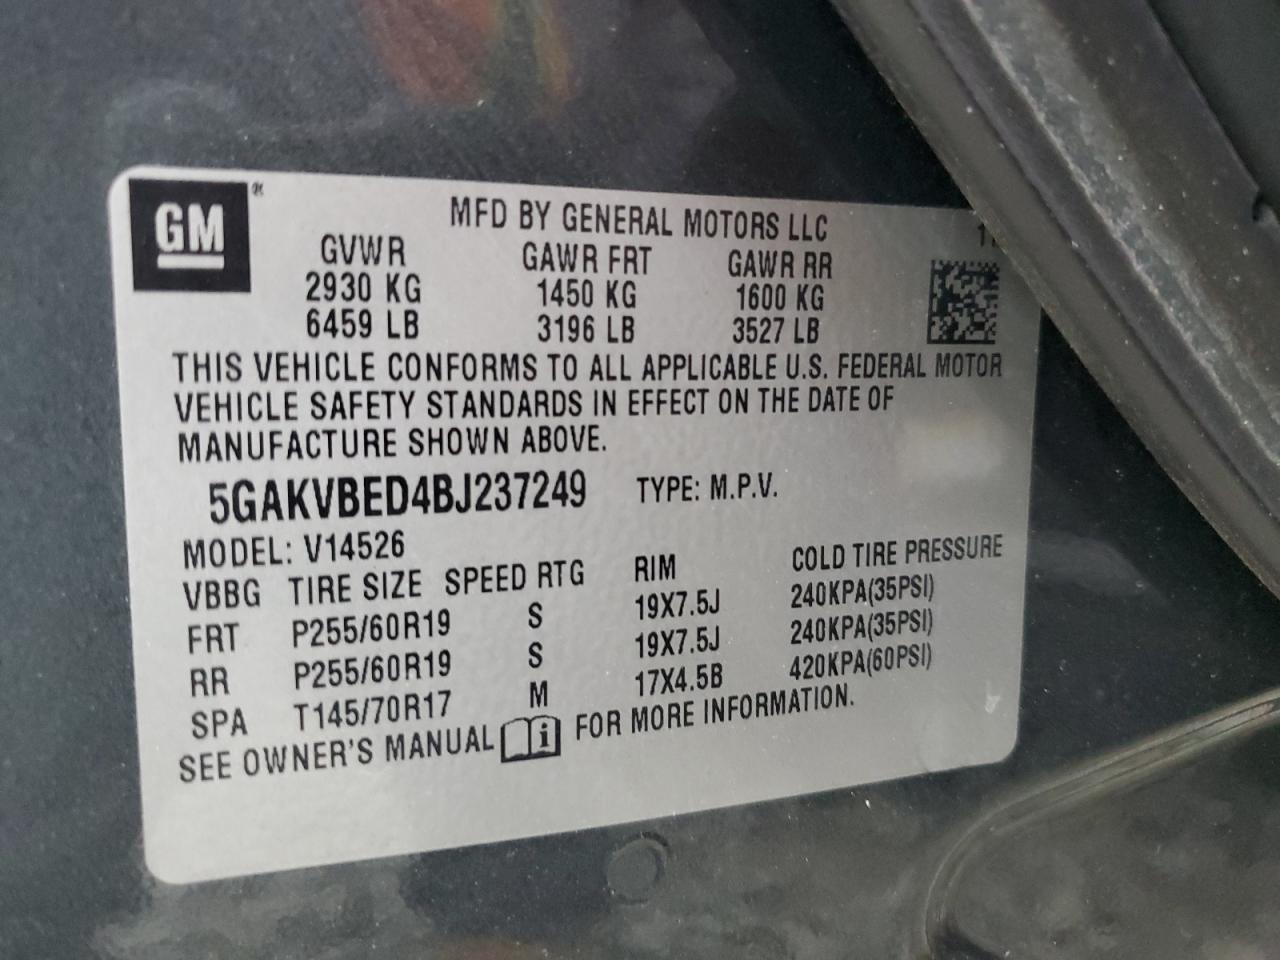 GM ®
MFD BY GENERAL MOTORS LLC
GVWR GAWR FRT GAWR RR
2930 KG 1450 KG 1600 KG
6459 LB 3196 LB 3527 LB
THIS VEHICLE CONFORMS TO ALL APPLICABLE U.S. FEDERAL MOTOR
VEHICLE SAFETY STANDARDS IN EFFECT ON THE DATE OF
MANUFACTURE SHOWN ABOVE.
5GAKVBED4BJ237249 TYPE: M.P.V.
MODEL: V14526
VBBG TIRE SIZE SPEED RTG RIM COLD TIRE PRESSURE
FRT P255/60R19 S 19X7.5J 240KPA(35PSI)
RR P255/60R19 S 19X7.5J 240KPA(35PSI)
SPA T145/70R17 M 17X4.5B 420KPA(60PSI)
SEE OWNER'S MANUAL i FOR MORE INFORMATION.